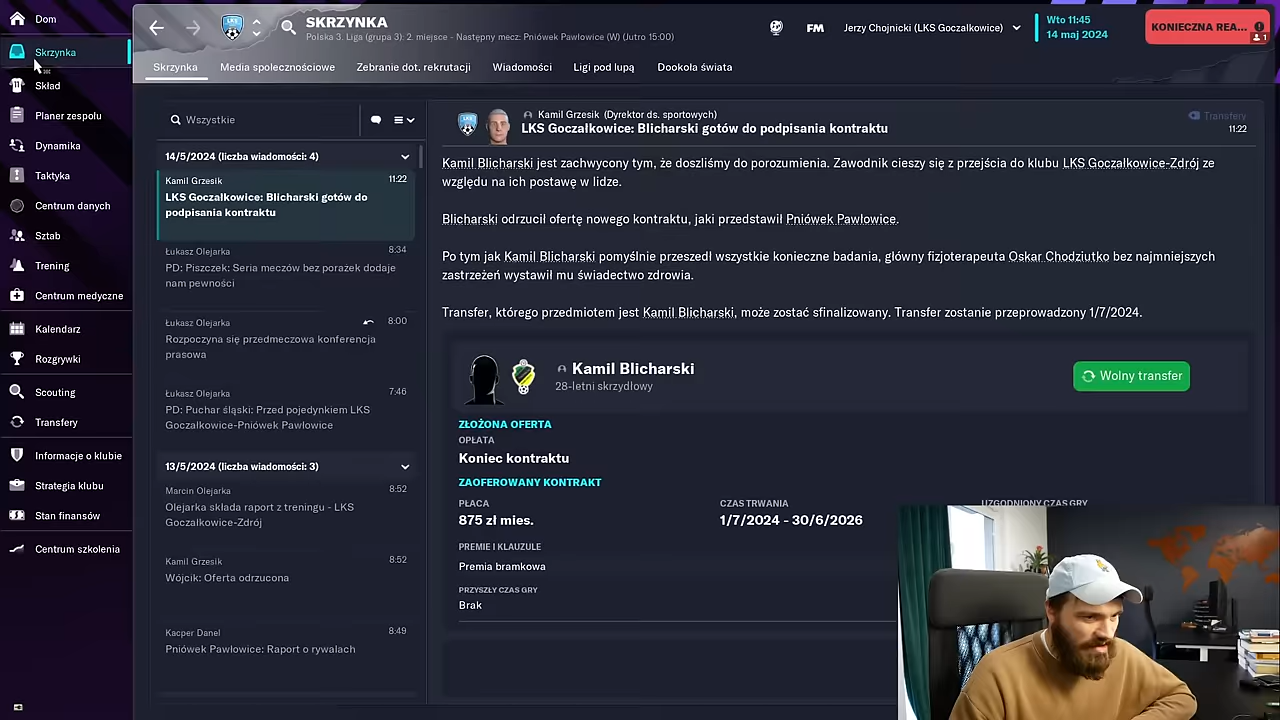 Dom
Skrzynka
Skład
Planer zespołu
Dynamika
Taktyka
Centrum danych
Sztab
Trening
Centrum medyczne
Kalendarz
Rozgrywki
Scouting
Transfery
Informacje o klubie
Strategia klubu
Stan finansów
Centrum szkolenia
SKRZYNKA
Polska 3. Liga (grupa 3): 2. miejsce - Następny mecz: Pniówek Pawłowice (W) (Jutro 15:00)
FM
Jerzy Chojnicki (LKS Goczałkowice)
Wto 11:45
14 maj 2024
KONIECZNA REA...
1
Skrzynka
Media społecznościowe
Zebranie dot. rekrutacji
Wiadomości
Ligi pod lupą
Dookoła świata
Wszystkie
14/5/2024 (liczba wiadomości: 4)
Kamil Grzesik 11:22
LKS Goczałkowice: Blicharski gotów do
podpisania kontraktu
Łukasz Olejarka 8:34
PD: Piszczek: Seria meczów bez porażek dodaje
nam pewności
Łukasz Olejarka 8:00
Rozpoczyna się przedmeczowa konferencja
prasowa
Łukasz Olejarka 7:46
PD: Puchar śląski: Przed pojedynkiem LKS
Goczałkowice-Pniówek Pawłowice
13/5/2024 (liczba wiadomości: 3)
Marcin Olejarka 8:52
Olejarka składa raport z treningu - LKS
Goczałkowice-Zdrój
Kamil Grzesik 8:52
Wójcik: Oferta odrzucona
Kacper Danel 8:49
Pniówek Pawłowice: Raport o rywalach
Kamil Grzesik (Dyrektor ds. sportowych)
LKS Goczałkowice: Blicharski gotów do podpisania kontraktu
Transfery
11:22
Kamil Blicharski jest zachwycony tym, że doszliśmy do porozumienia. Zawodnik cieszy się z przejścia do klubu LKS Goczałkowice-Zdrój ze
względu na ich postawę w lidze.
Blicharski odrzucił ofertę nowego kontraktu, jaki przedstawił Pniówek Pawłowice.
Po tym jak Kamil Blicharski pomyślnie przeszedł wszystkie konieczne badania, główny fizjoterapeuta Oskar Chodziutko bez najmniejszych
zastrzeżeń wystawił mu świadectwo zdrowia.
Transfer, którego przedmiotem jest Kamil Blicharski, może zostać sfinalizowany. Transfer zostanie przeprowadzony 1/7/2024.
Kamil Blicharski
28-letni skrzydłowy
Wolny transfer
ZŁOŻONA OFERTA
OPŁATA
Koniec kontraktu
ZAOFEROWANY KONTRAKT
PŁACA
875 zł mies.
CZAS TRWANIA
1/7/2024 - 30/6/2026
UZGODNIONY CZAS GRY
PREMIE I KLAUZULE
Premia bramkowa
PRZYSZŁY CZAS GRY
Brak